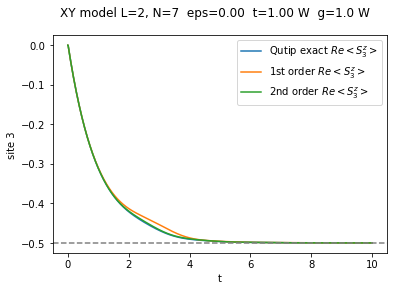 XY model L=2, N=7 eps=0.00 t=1.00 W g=1.0 W
Qutip exact Re<S_3^z>
1st order Re<S_3^z>
2nd order Re<S_3^z>
0.0
−0.1
−0.2
−0.3
−0.4
−0.5
site 3
0 2 4 6 8 10
t